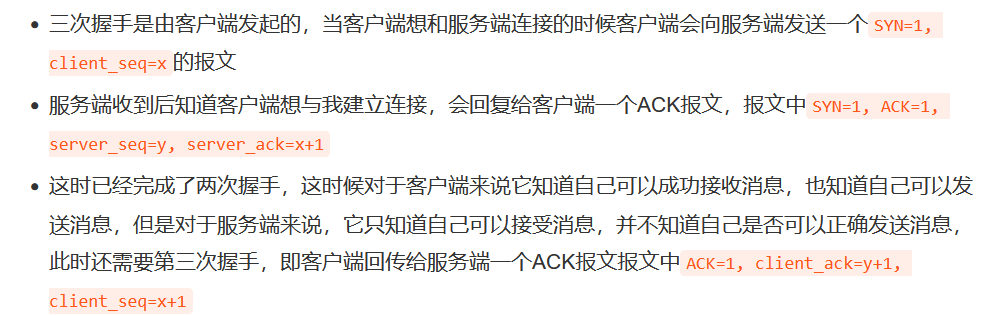 三次握手是由客户端发起的，当客户端想和服务端连接的时候客户端会向服务端发送一个 SYN=1,
client_seq=x 的报文
服务端收到后知道客户端想与我建立连接，会回复给客户端一个ACK报文，报文中 SYN=1, ACK=1,
server_seq=y, server_ack=x+1
这时已经完成了两次握手，这时候对于客户端来说它知道自己可以成功接收消息，也知道自己可以发
送消息，但是对于服务端来说，它只知道自己可以接受消息，并不知道自己是否可以正确发送消息，
此时还需要第三次握手，即客户端回传给服务端一个ACK报文报文中 ACK=1, client_ack=y+1,
client_seq=x+1